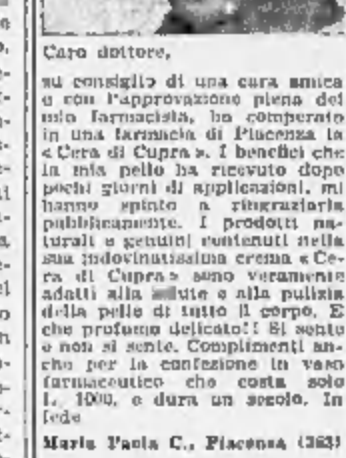 Caro dottore,
su consiglio di una cara amica
e con l'approvazione piena del
mio farmacista, ho comperato
in una farmacia di Piacenza la
« Cera di Cupra ». I benefici che
la mia pelle ha ricevuto dopo
pochi giorni di applicazioni, mi
hanno spinto a ringraziarla
pubblicamente. I prodotti na-
turali e genuini contenuti nella
sua indovinatissima crema « Ce-
ra di Cupra » sono veramente
adatti alla salute e alla pulizia
della pelle di tutto il corpo. E
che profumo delicato!! Si sente
e non si sente. Complimenti an-
che per la confezione in vaso
farmaceutico che costa solo
L. 1000, e dura un secolo. In
fede
Maria Paola C., Piacenza (363)